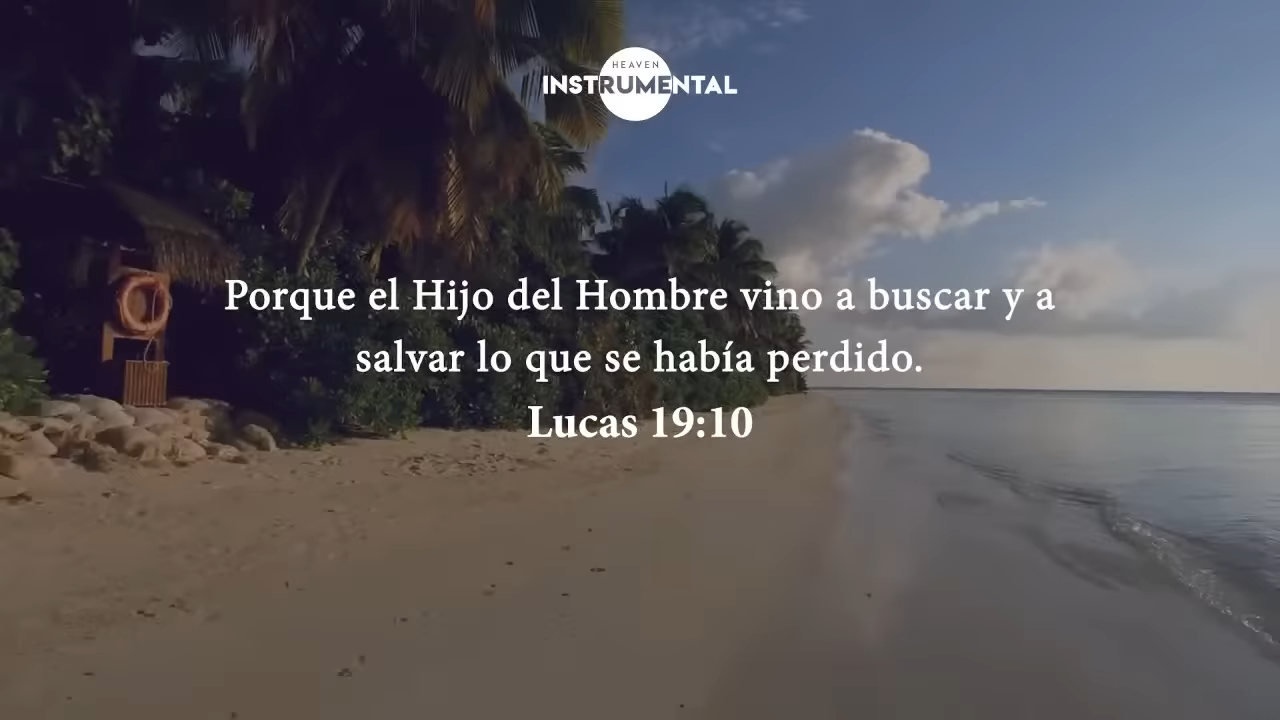 HEAVEN
INSTRUMENTAL
Porque el Hijo del Hombre vino a buscar y a
salvar lo que se había perdido.
Lucas 19:10